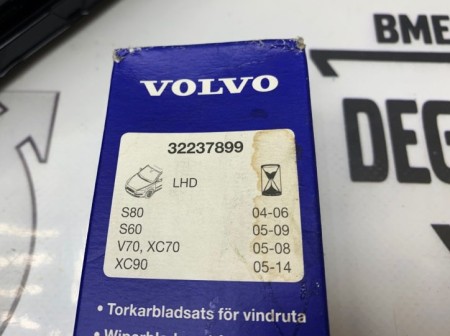 BME
DEG
VOLVO
32237899
LHD
S80 04-06
S60 05-09
V70, XC70 05-08
XC90 05-14
• Torkarbladsats för vindruta